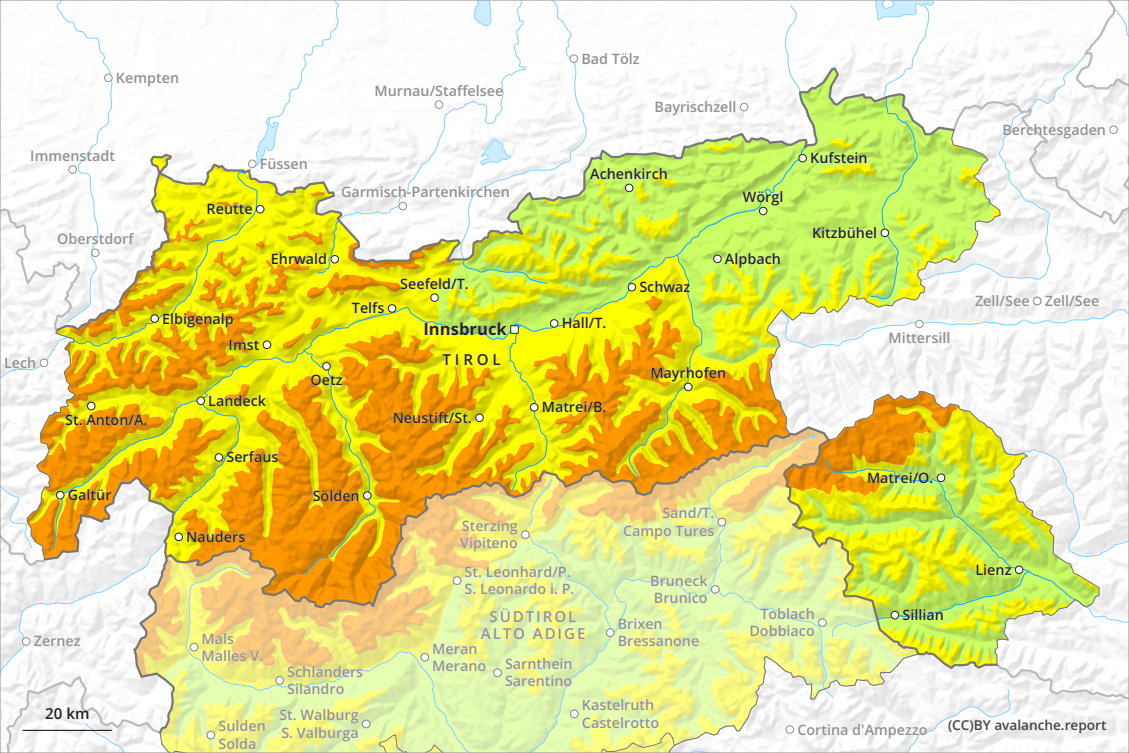 Kempten
Bad Tölz
Murnau/Staffelsee
Bayrischzell
Berchtesgaden
Immenstadt
Füssen
Kufstein
Achenkirch
Garmisch-Partenkirchen
Wörgl
Reutte
Kitzbühel
Oberstdorf
Ehrwald
Alpbach
Seefeld/T.
Schwaz
Zell/See
Zell/See
Telfs
Elbigenalp
Innsbruck
Hall/T.
Mittersill
Imst
TIROL
Lech
Oetz
Mayrhofen
Landeck
Matrei/B.
St. Anton/A.
Neustift/St.
Serfaus
Matrei/O.
Galtür
Sölden
Sand/T.
Campo Tures
Sterzing
Vipiteno
Nauders
Lienz
St. Leonhard/P.
S. Leonardo i. P.
Bruneck
Brunico
Sillian
SÜDTIROL
ALTO ADIGE
Toblach
Dobbiaco
Brixen
Bressanone
Zernez
Mals
Malles V.
Meran
Merano
Sarnthein
Sarentino
Schlanders
Silandro
Kastelruth
Castelrotto
St. Walburg
S. Valburga
20 km
Sulden
Solda
Cortina d'Ampezzo
(CC)BY avalanche.report